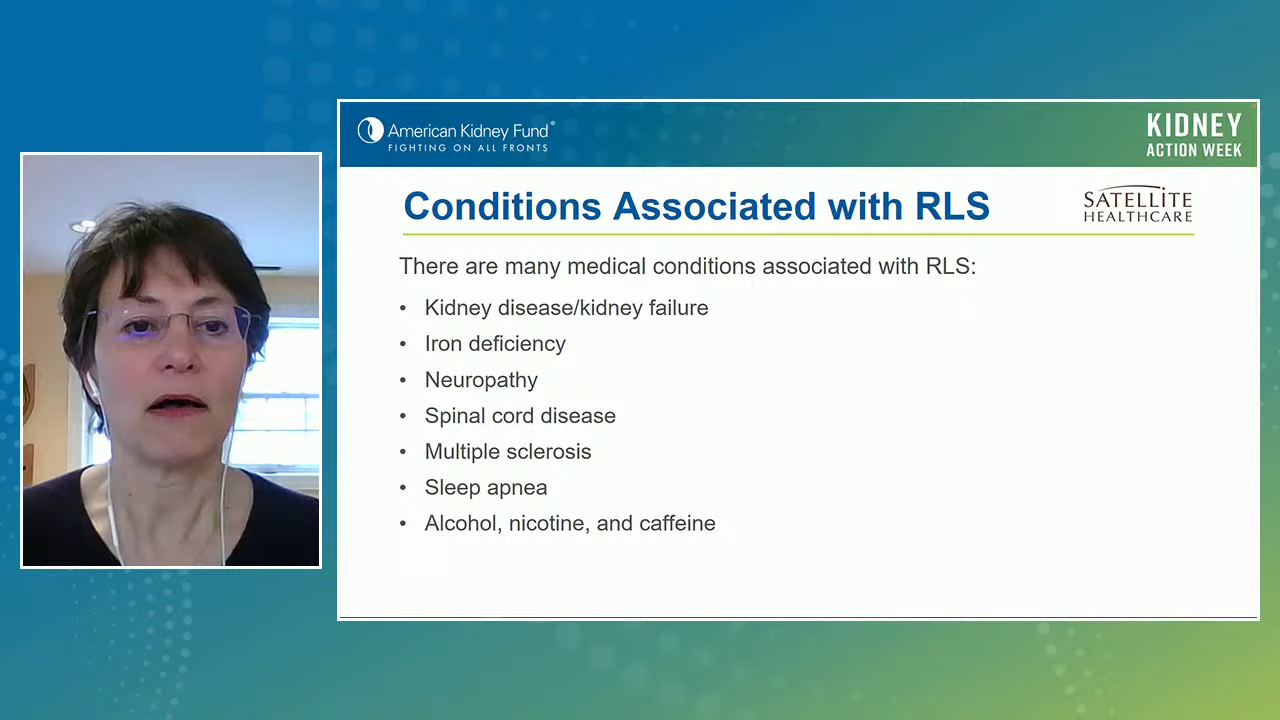 American Kidney Fund®
FIGHTING ON ALL FRONTS
KIDNEY
ACTION WEEK
Conditions Associated with RLS
SATELLITE
HEALTHCARE
There are many medical conditions associated with RLS:
• Kidney disease/kidney failure
• Iron deficiency
• Neuropathy
• Spinal cord disease
• Multiple sclerosis
• Sleep apnea
• Alcohol, nicotine, and caffeine